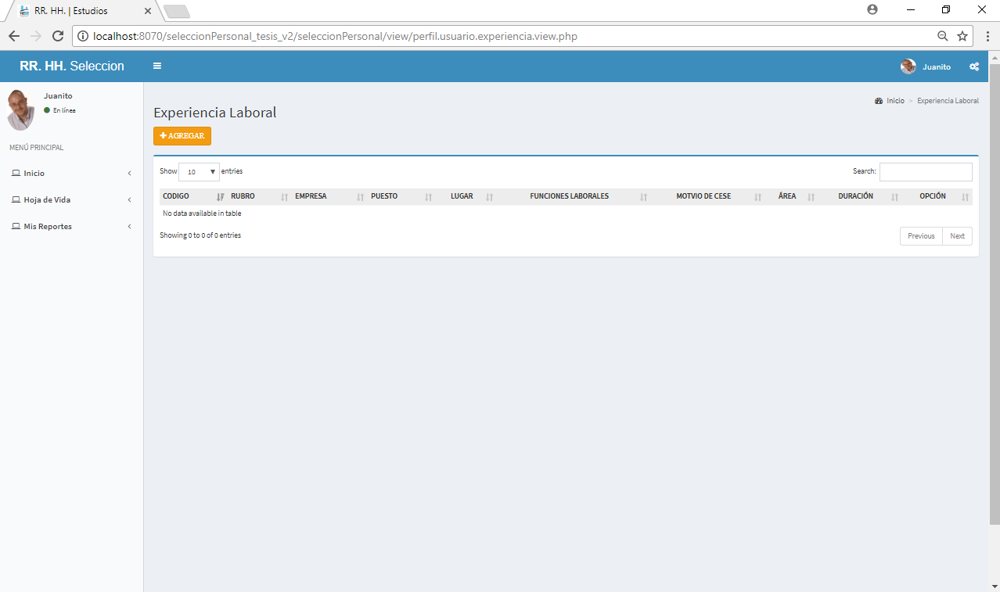 RR. HH. | Estudios
localhost:8070/seleccionPersonal_tesis_v2/seleccionPersonal/view/perfil.usuario.experiencia.view.php
RR. HH. Seleccion
Juanito
Juanito
En línea
MENÚ PRINCIPAL
Inicio
Hoja de Vida
Mis Reportes
Inicio > Experiencia Laboral
Experiencia Laboral
AGREGAR
Show 10 entries
Search:
CODIGO RUBRO EMPRESA PUESTO LUGAR FUNCIONES LABORALES MOTVIO DE CESE ÁREA DURACIÓN OPCIÓN
No data available in table
Showing 0 to 0 of 0 entries
Previous Next